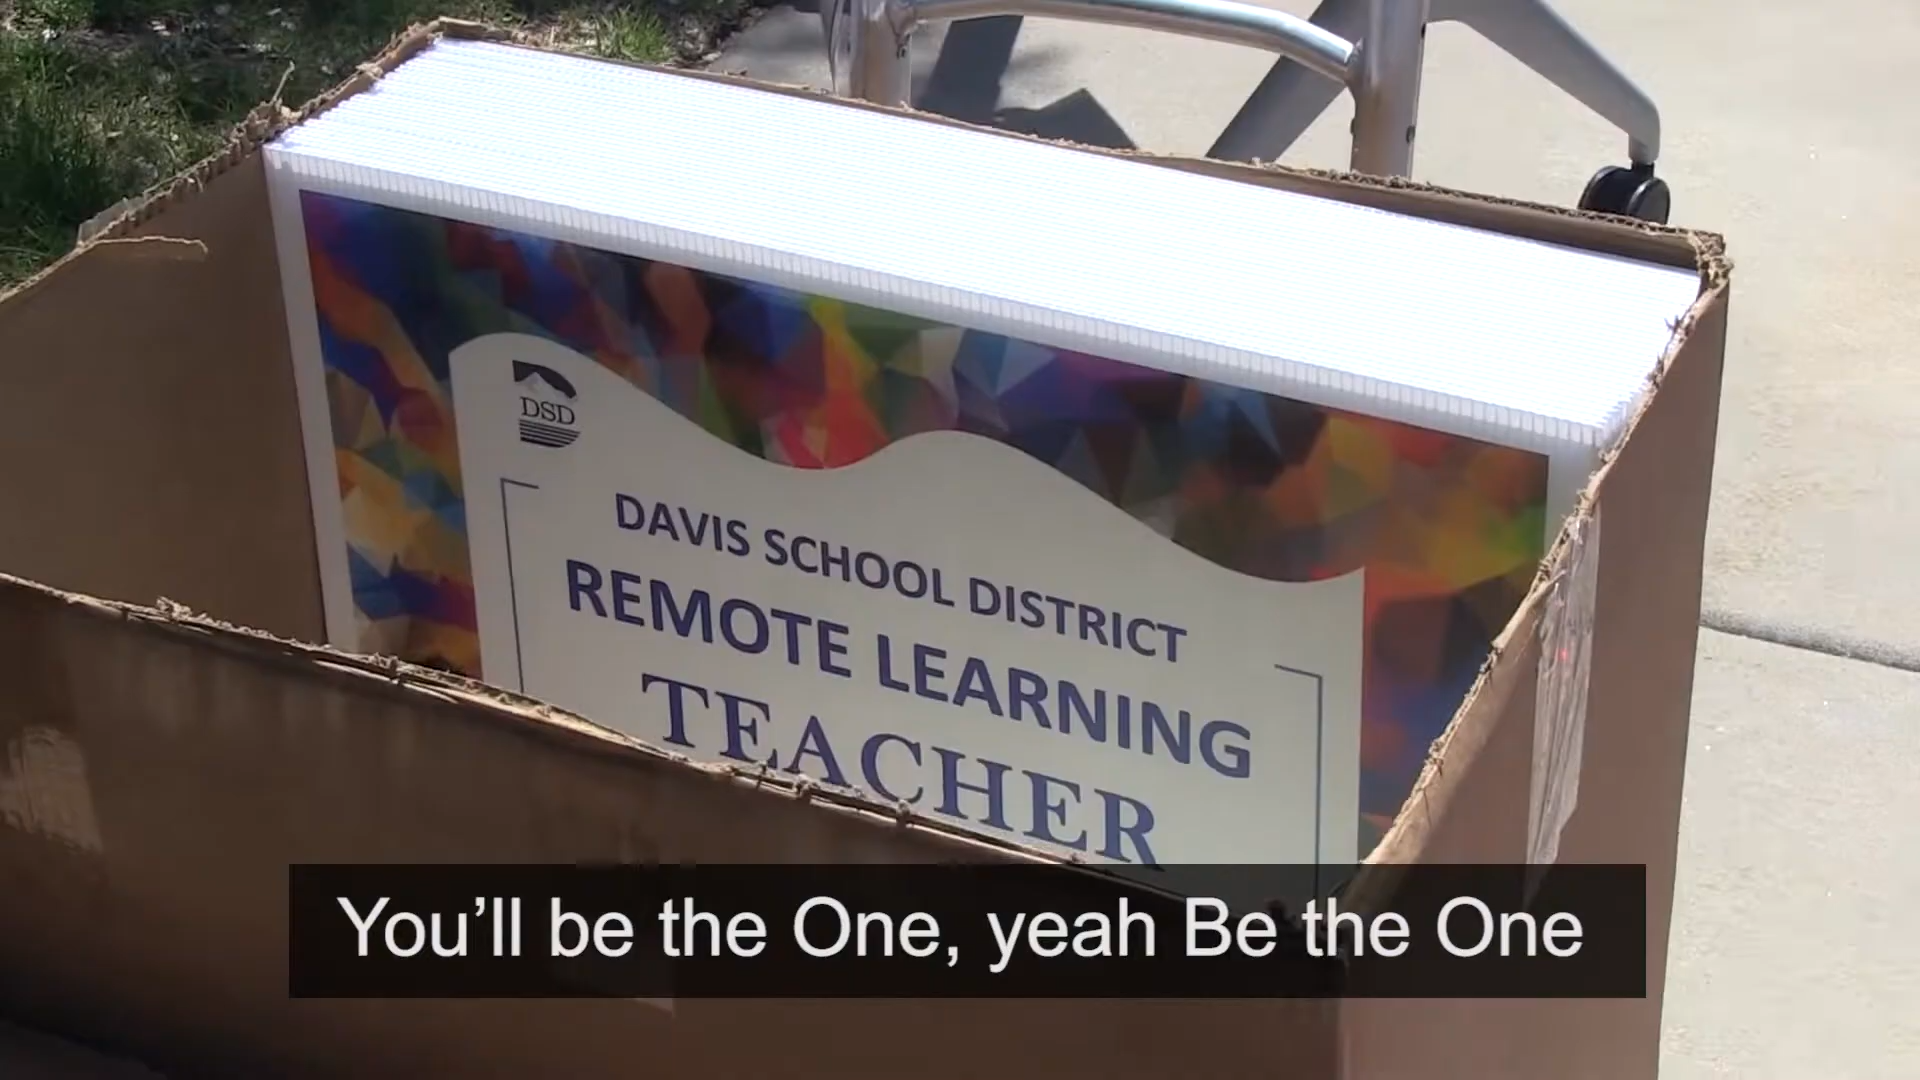 DSD
DAVIS SCHOOL DISTRICT
REMOTE LEARNING
TEACHER
You’ll be the One, yeah Be the One